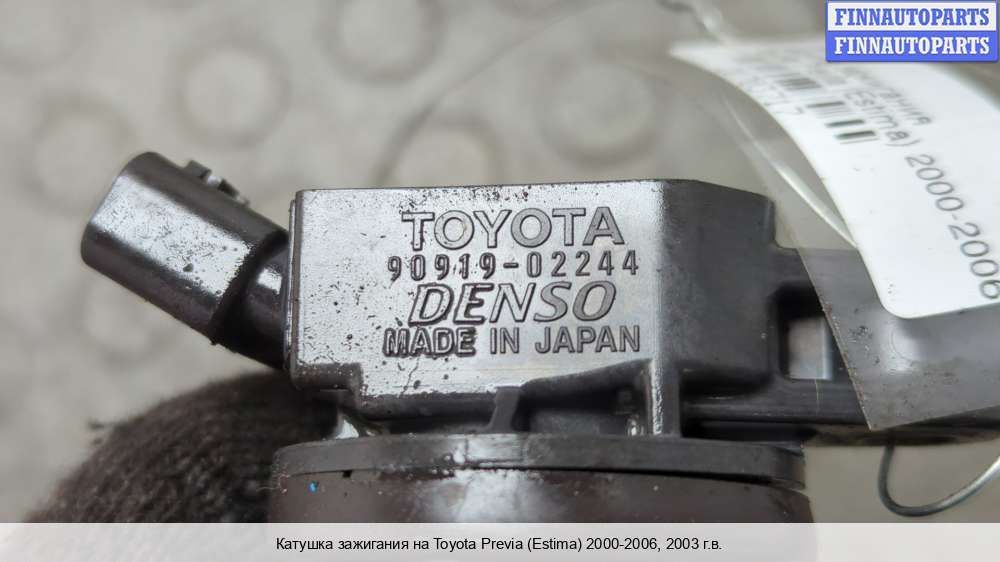 FINNAUTOPARTS
FINNAUTOPARTS
Estima) 2000-2006
TOYOTA
90919-02244
DENSO
MADE IN JAPAN
Катушка зажигания на Toyota Previa (Estima) 2000-2006, 2003 г.в.